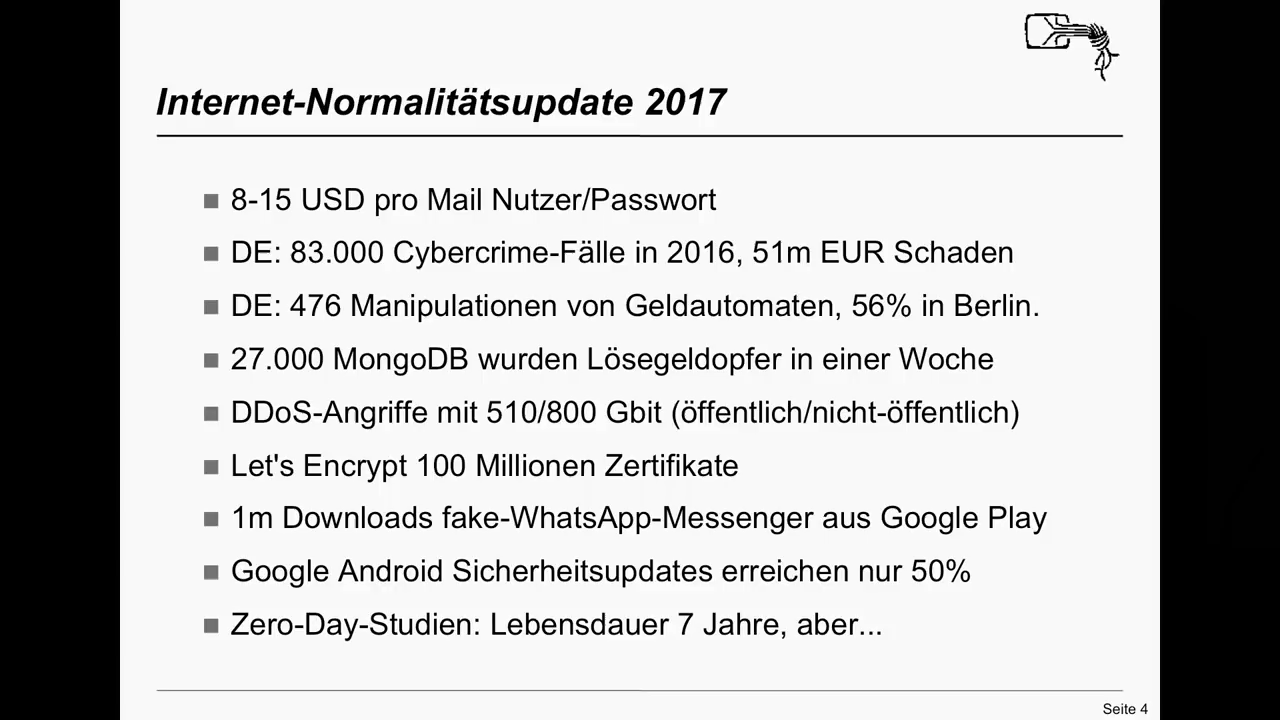 Internet-Normalitätsupdate 2017
8-15 USD pro Mail Nutzer/Passwort
DE: 83.000 Cybercrime-Fälle in 2016, 51m EUR Schaden
DE: 476 Manipulationen von Geldautomaten, 56% in Berlin.
27.000 MongoDB wurden Lösegeldopfer in einer Woche
DDoS-Angriffe mit 510/800 Gbit (öffentlich/nicht-öffentlich)
Let's Encrypt 100 Millionen Zertifikate
1m Downloads fake-WhatsApp-Messenger aus Google Play
Google Android Sicherheitsupdates erreichen nur 50%
Zero-Day-Studien: Lebensdauer 7 Jahre, aber...
Seite 4